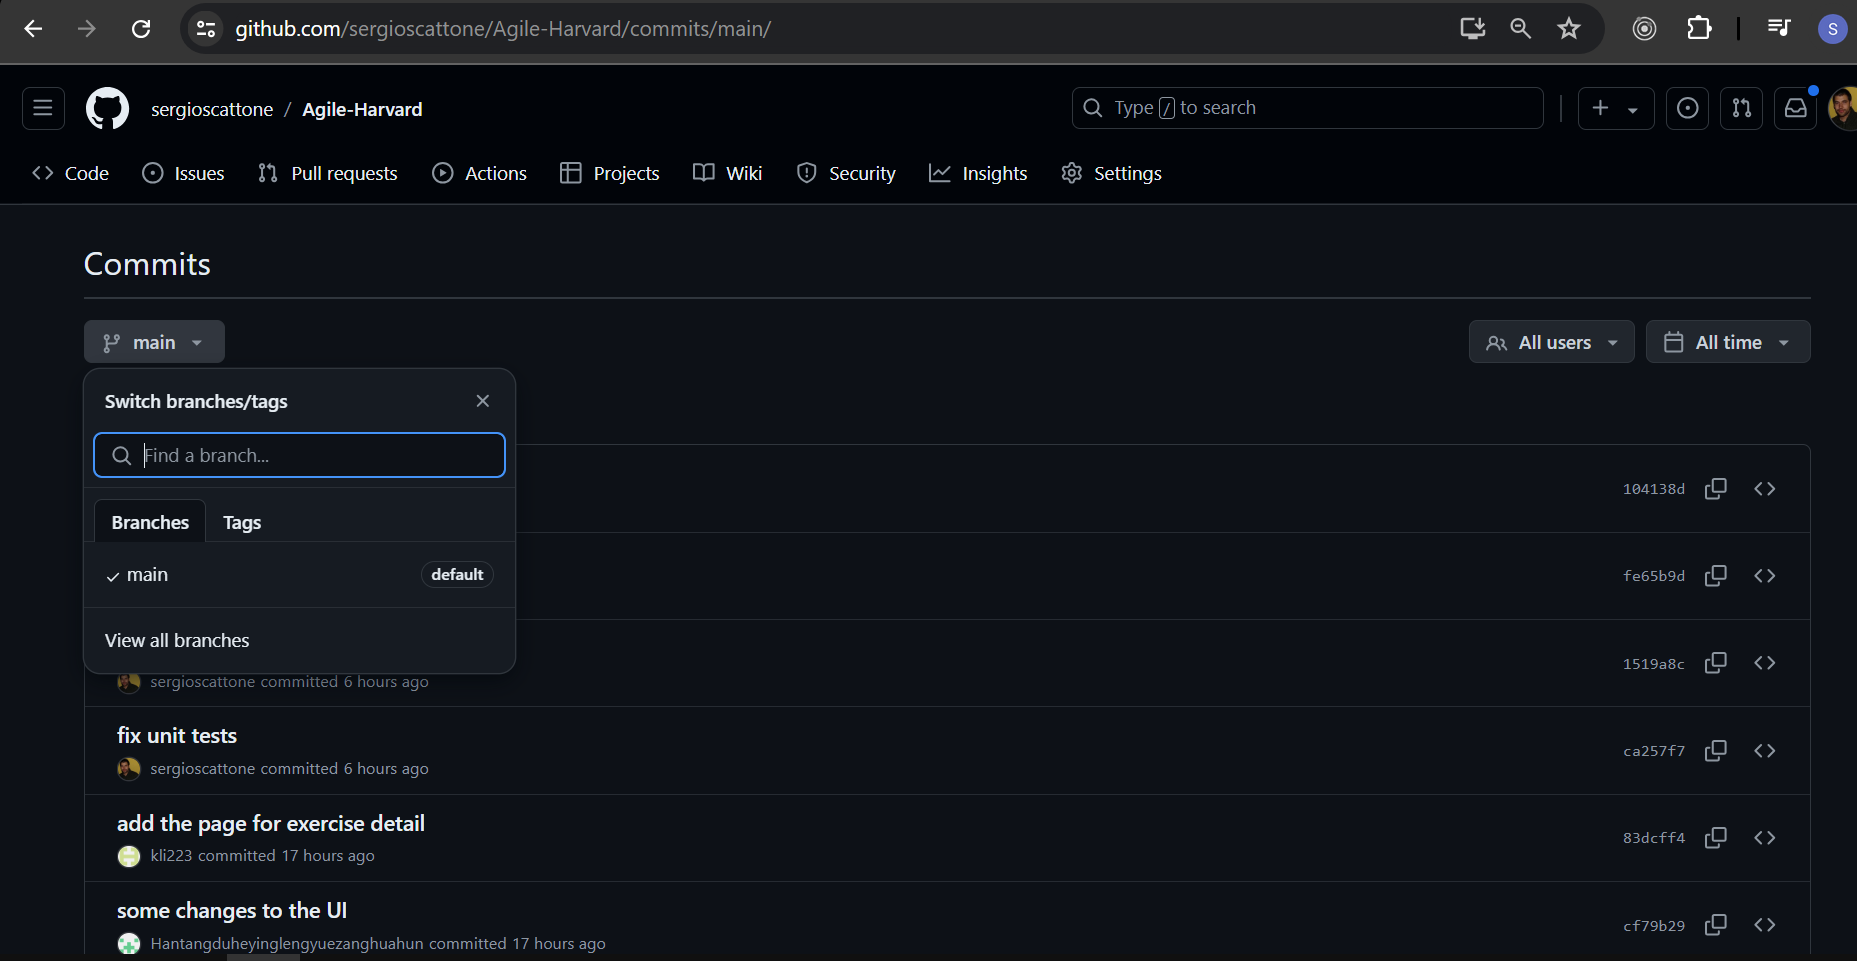 github.com/sergioscattone/Agile-Harvard/commits/main/
S
sergioscattone / Agile-Harvard
Type / to search
Code Issues Pull requests Actions Projects Wiki Security Insights Settings
Commits
main
All users All time
Switch branches/tags
Find a branch...
104138d
Branches Tags
main default
fe65b9d
View all branches
1519a8c
sergioscattone committed 6 hours ago
fix unit tests
sergioscattone committed 6 hours ago
ca257f7
add the page for exercise detail
kli223 committed 17 hours ago
83dcff4
some changes to the UI
Hantangduheyinglengyuezanghuahun committed 17 hours ago
cf79b29